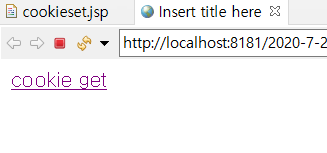 cookieset.jsp Insert title here
http://localhost:8181/2020-7-2
cookie get